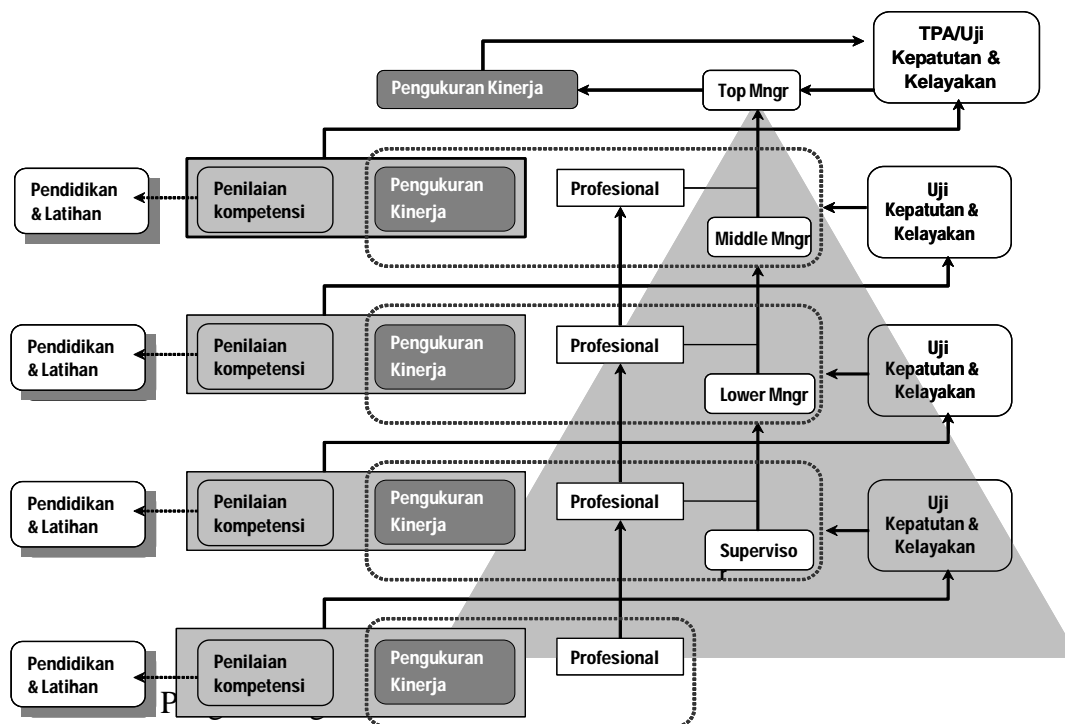 TPA/Uji
Kepatutan &
Kelayakan
Pengukuran Kinerja
Top Mngr
Pendidikan
& Latihan
Penilaian
kompetensi
Pengukuran
Kinerja
Profesional
Middle Mngr
Uji
Kepatutan &
Kelayakan
Pendidikan
& Latihan
Penilaian
kompetensi
Pengukuran
Kinerja
Profesional
Lower Mngr
Uji
Kepatutan &
Kelayakan
Pendidikan
& Latihan
Penilaian
kompetensi
Pengukuran
Kinerja
Profesional
Superviso
r
Uji
Kepatutan &
Kelayakan
Pendidikan
& Latihan
Penilaian
kompetensi
Pengukuran
Kinerja
Profesional